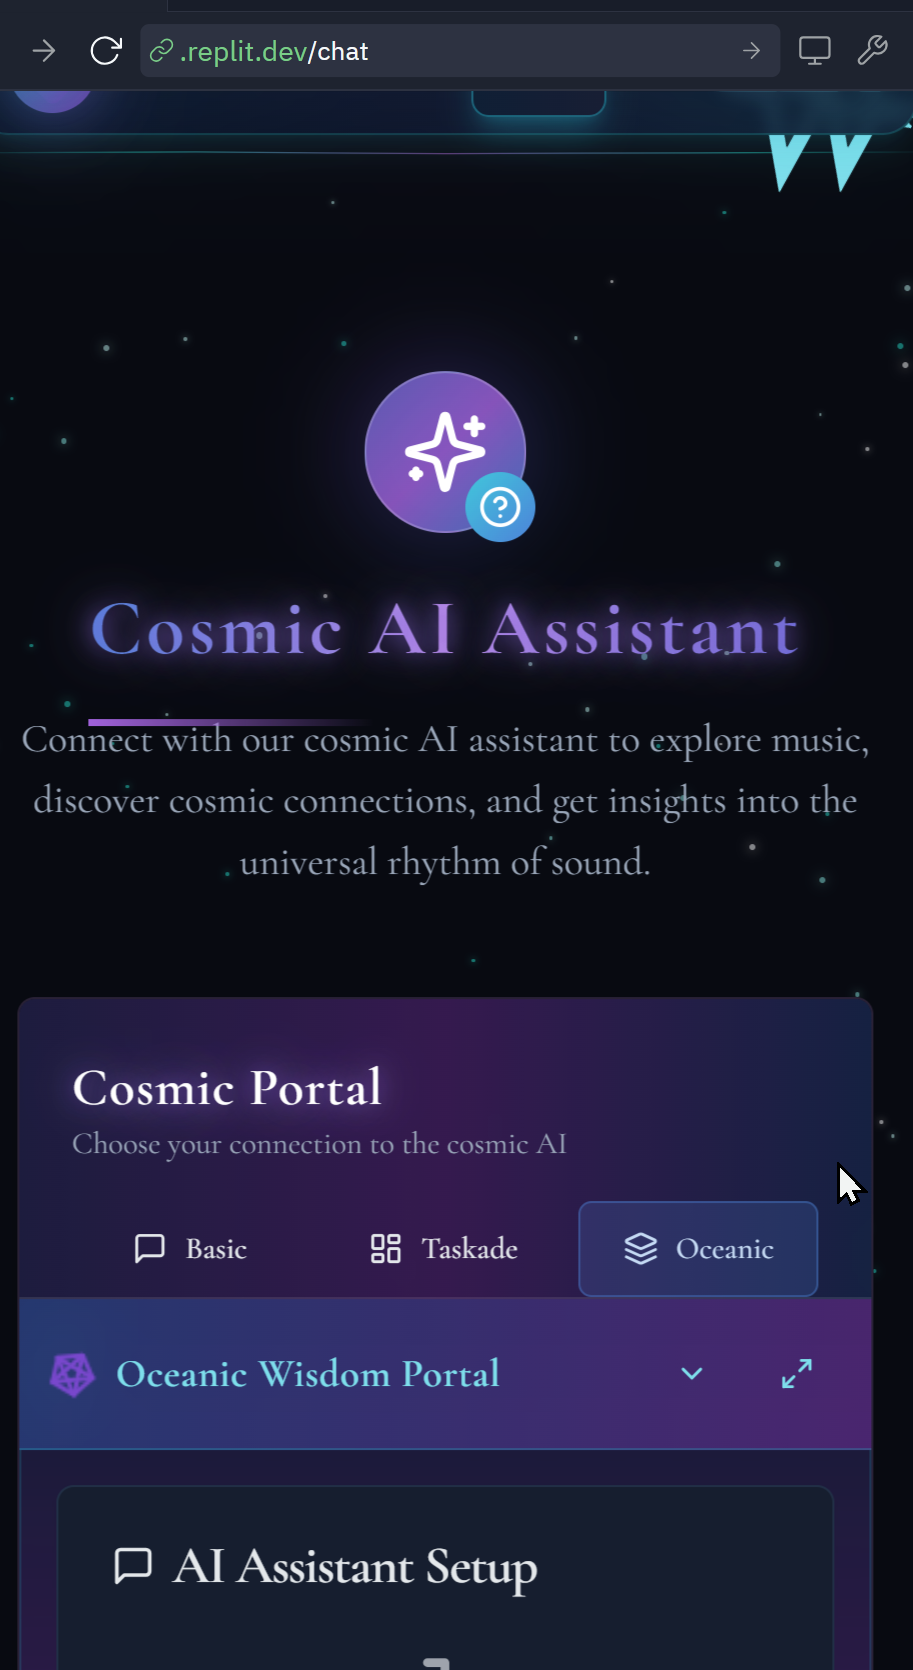 .replit.dev/chat
Cosmic AI Assistant
Connect with our cosmic AI assistant to explore music,
discover cosmic connections, and get insights into the
universal rhythm of sound.
Cosmic Portal
Choose your connection to the cosmic AI
Basic
Taskade
Oceanic
Oceanic Wisdom Portal
AI Assistant Setup